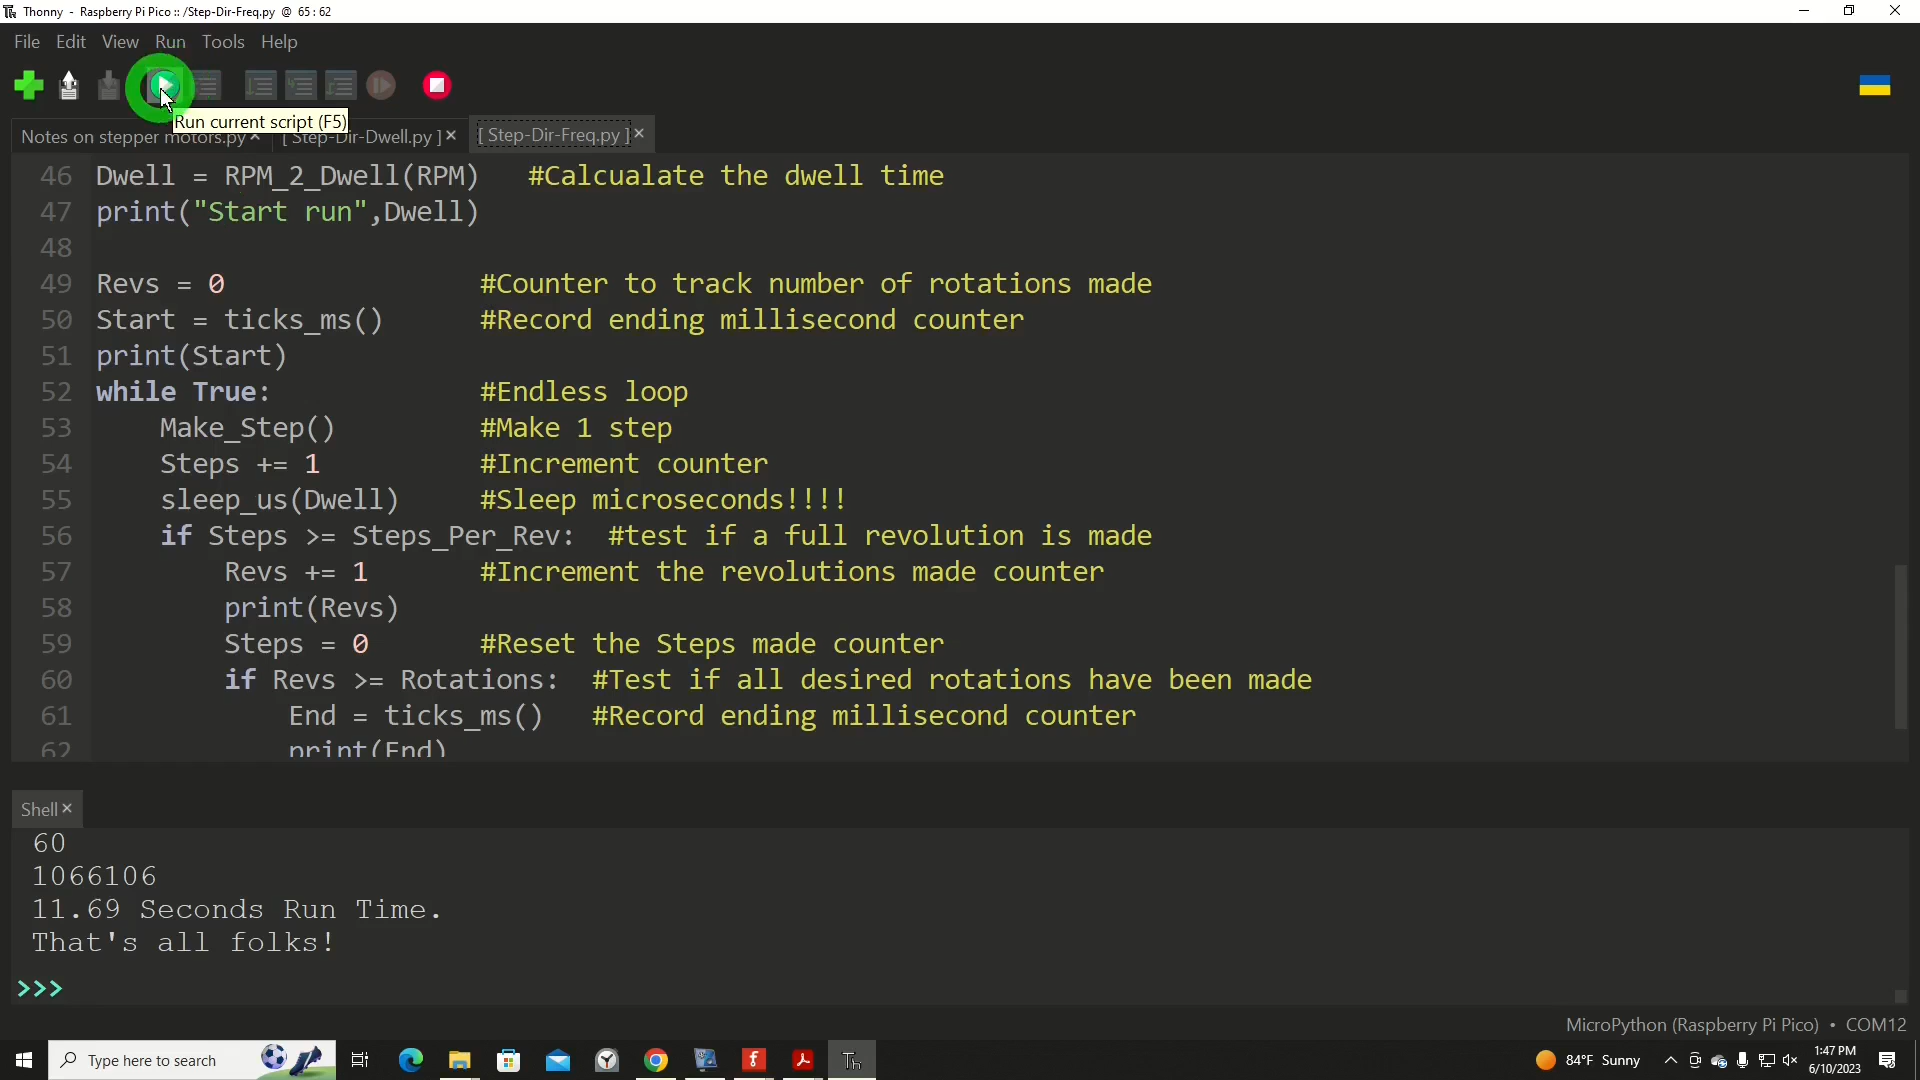 Thonny - Raspberry Pi Pico :: /Step-Dir-Freq.py @ 65 : 62
File Edit View Run Tools Help
Run current script (F5)
Notes on stepper motors.py × [ Step-Dir-Dwell.py ] × [ Step-Dir-Freq.py ] ×
46 Dwell = RPM_2_Dwell(RPM) #Calcualate the dwell time
47 print("Start run",Dwell)
48
49 Revs = 0 #Counter to track number of rotations made
50 Start = ticks_ms() #Record ending millisecond counter
51 print(Start)
52 while True: #Endless loop
53 Make_Step() #Make 1 step
54 Steps += 1 #Increment counter
55 sleep_us(Dwell) #Sleep microseconds!!!!
56 if Steps >= Steps_Per_Rev: #test if a full revolution is made
57 Revs += 1 #Increment the revolutions made counter
58 print(Revs)
59 Steps = 0 #Reset the Steps made counter
60 if Revs >= Rotations: #Test if all desired rotations have been made
61 End = ticks_ms() #Record ending millisecond counter
62 print(End)
Shell ×
60
1066106
11.69 Seconds Run Time.
That's all folks!
>>>
MicroPython (Raspberry Pi Pico) • COM12
Type here to search
Th
84°F Sunny
1:47 PM
6/10/2023